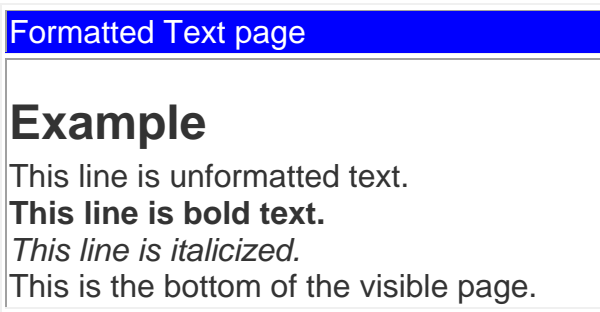 Formatted Text page
Example
This line is unformatted text.
This line is bold text.
This line is italicized.
This is the bottom of the visible page.